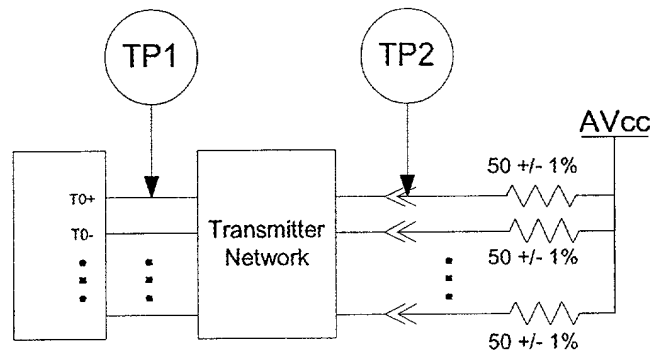 TP1
TP2
AVcc
50 +/- 1%
T0+
T0-
Transmitter
Network
50 +/- 1%
50 +/- 1%